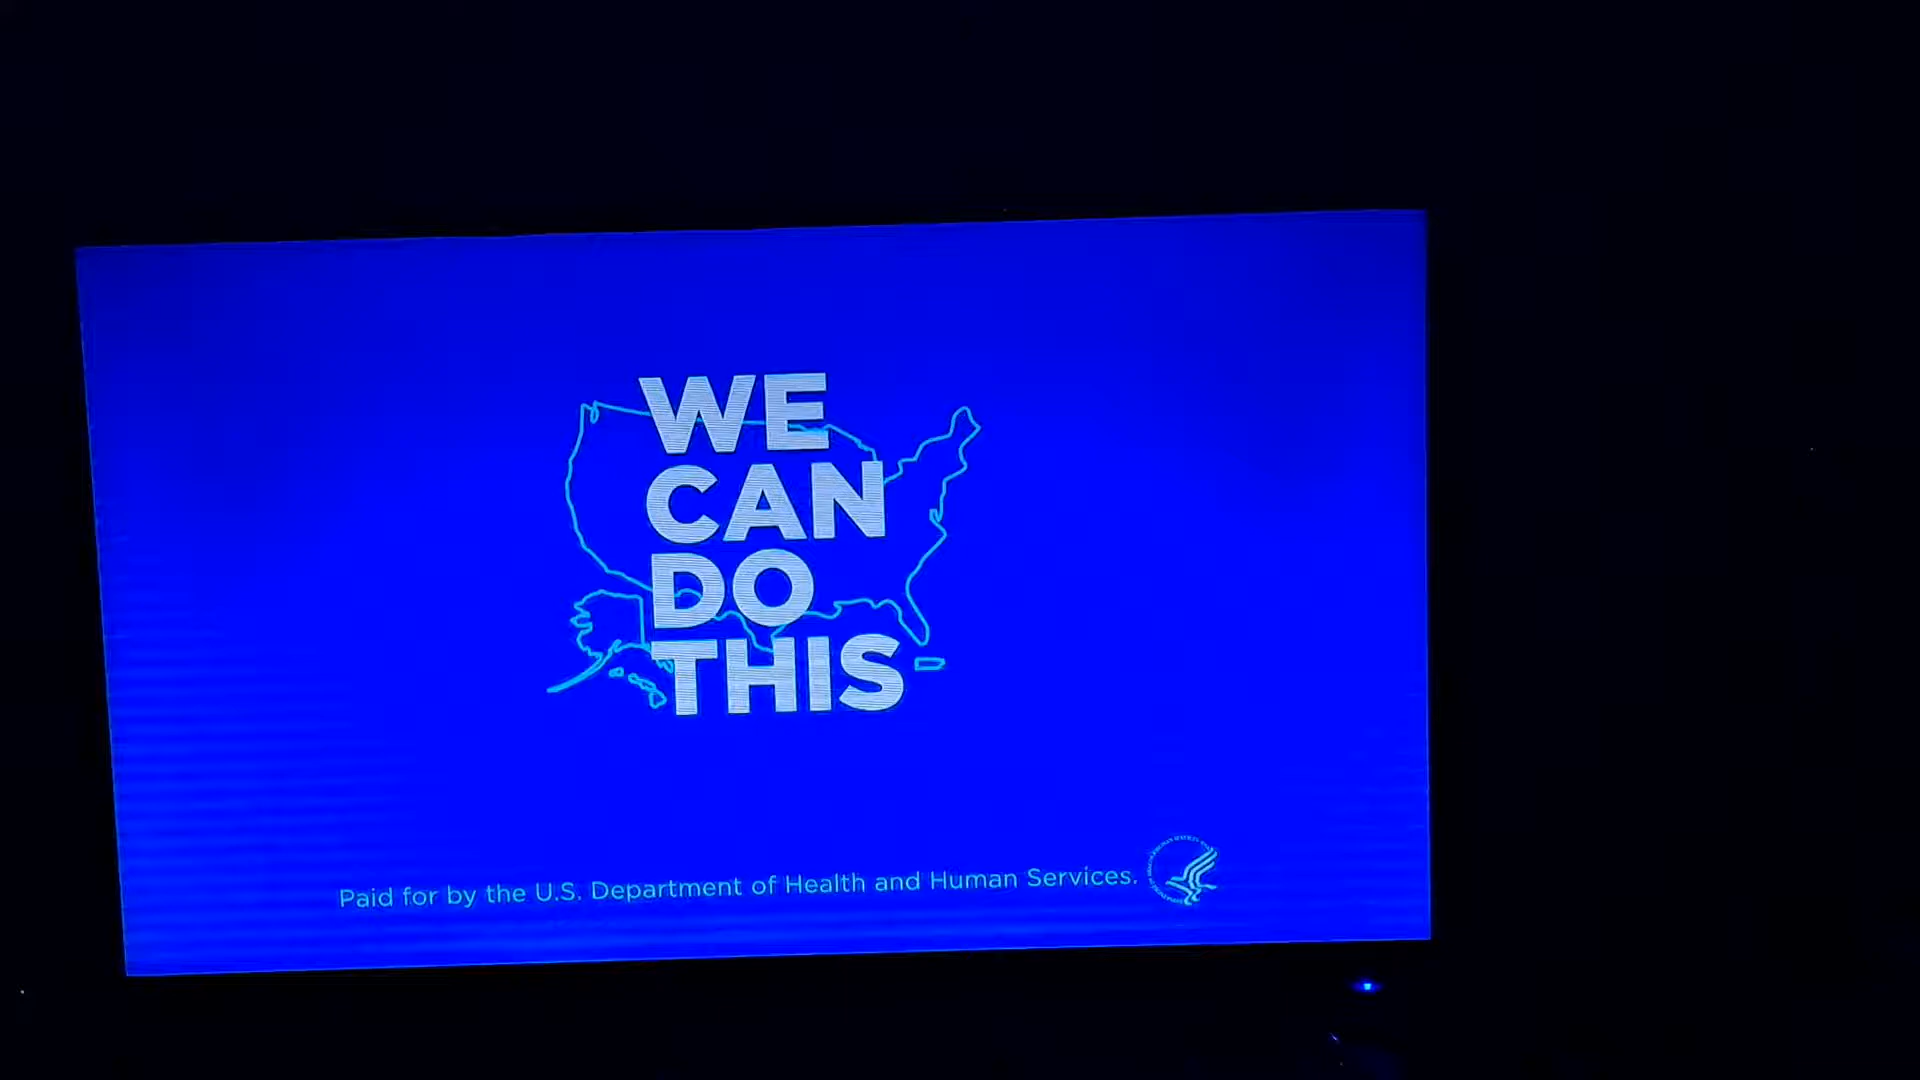 WE
CAN
DO
THIS
Paid for by the U.S. Department of Health and Human Services.